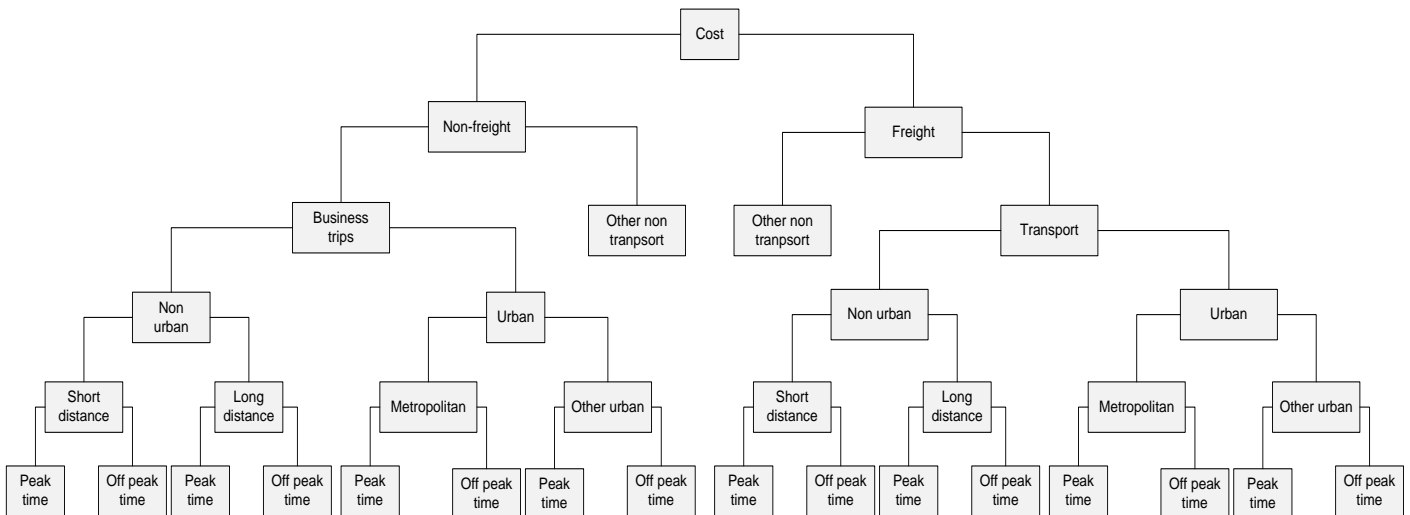 Cost
Non-freight
Freight
Business
trips
Other non
tranpsort
Other non
tranpsort
Transport
Non
urban
Urban
Non urban
Urban
Short
distance
Long
distance
Metropolitan
Other urban
Short
distance
Long
distance
Metropolitan
Other urban
Peak
time
Off peak
time
Peak
time
Off peak
time
Peak
time
Off peak
time
Peak
time
Off peak
time
Peak
time
Off peak
time
Peak
time
Off peak
time
Peak
time
Off peak
time
Peak
time
Off peak
time